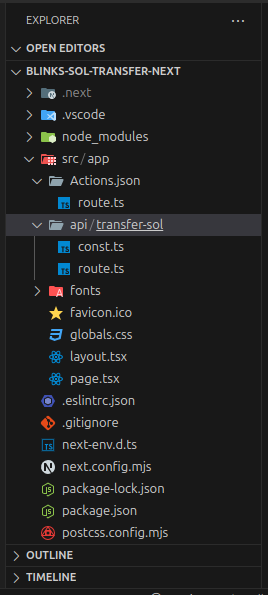 EXPLORER
OPEN EDITORS
BLINKS-SOL-TRANSFER-NEXT
.next
.vscode
node_modules
src/app
Actions.json
TS route.ts
api/transfer-sol
TS const.ts
TS route.ts
fonts
favicon.ico
globals.css
layout.tsx
page.tsx
.eslintrc.json
.gitignore
TS next-env.d.ts
N next.config.mjs
package-lock.json
package.json
postcss.config.mjs
OUTLINE
TIMELINE